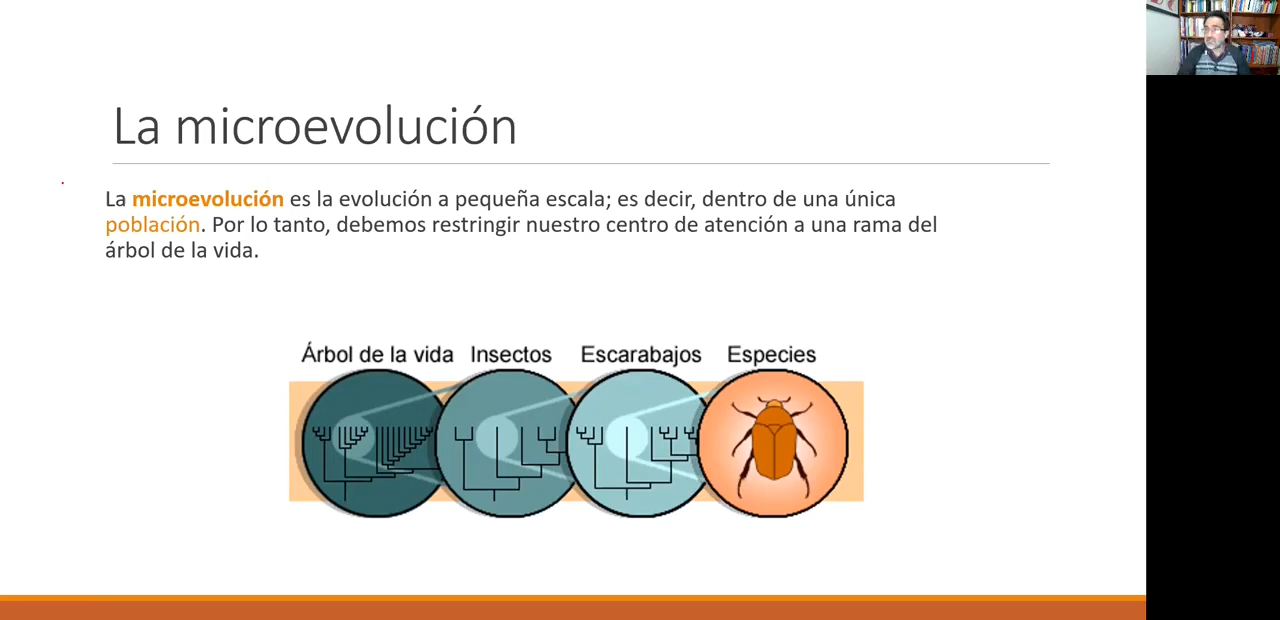 La microevolución
La microevolución es la evolución a pequeña escala; es decir, dentro de una única
población. Por lo tanto, debemos restringir nuestro centro de atención a una rama del
árbol de la vida.
Árbol de la vida Insectos Escarabajos Especies